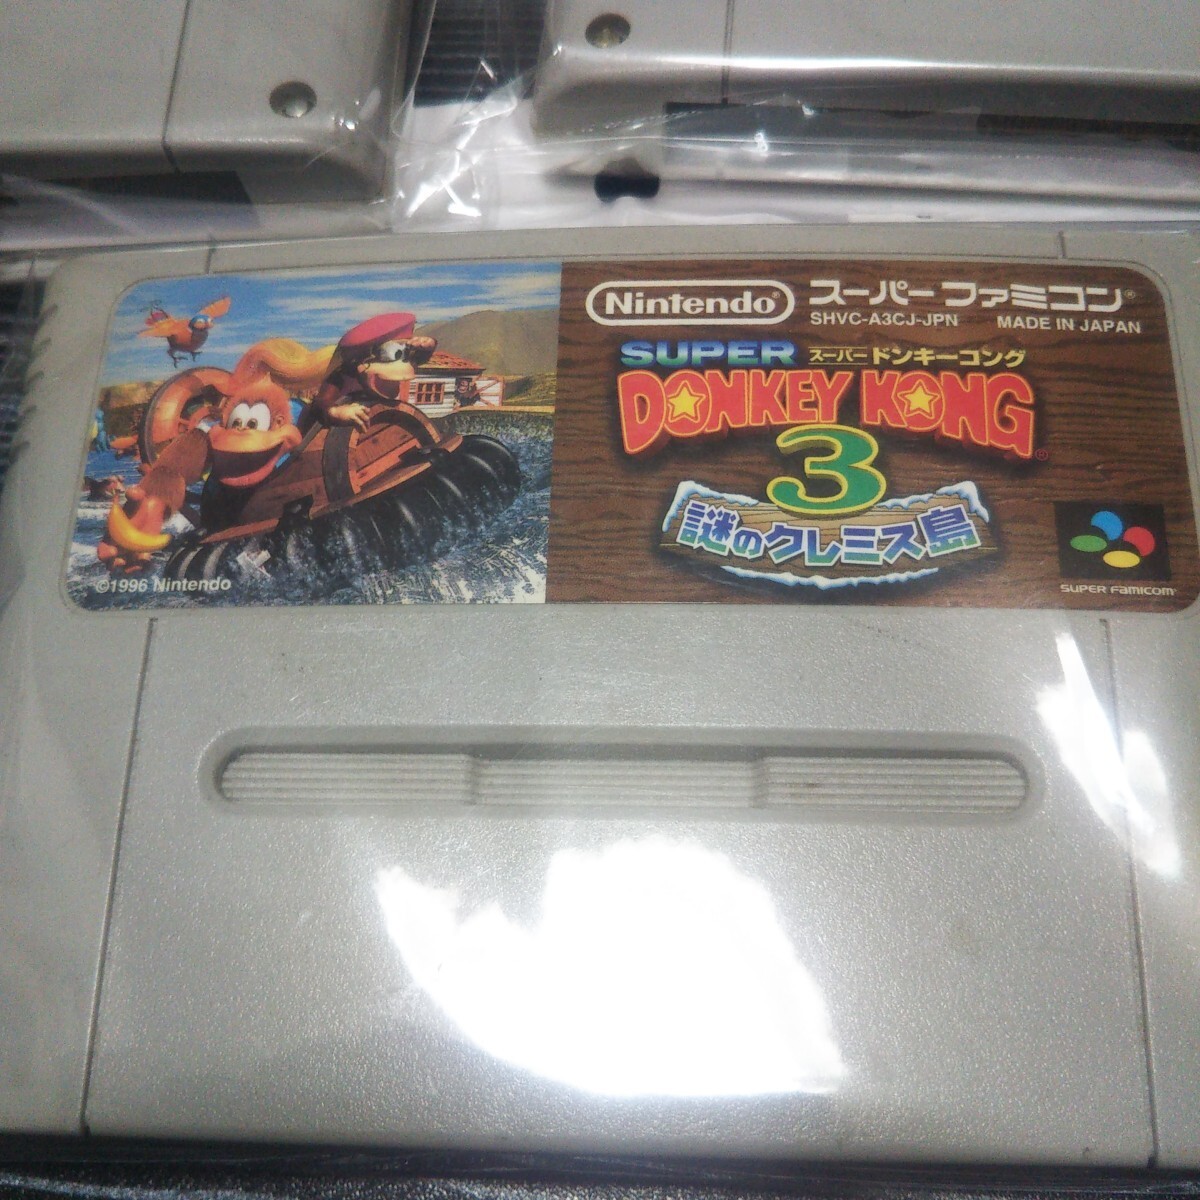 Nintendo®
スーパーファミコン®
SHVC-A3CJ-JPN MADE IN JAPAN
SUPER スーパードンキーコング
DONKEY KONG®
3
謎のクレミス島
©1996 Nintendo
SUPER FAMICOM